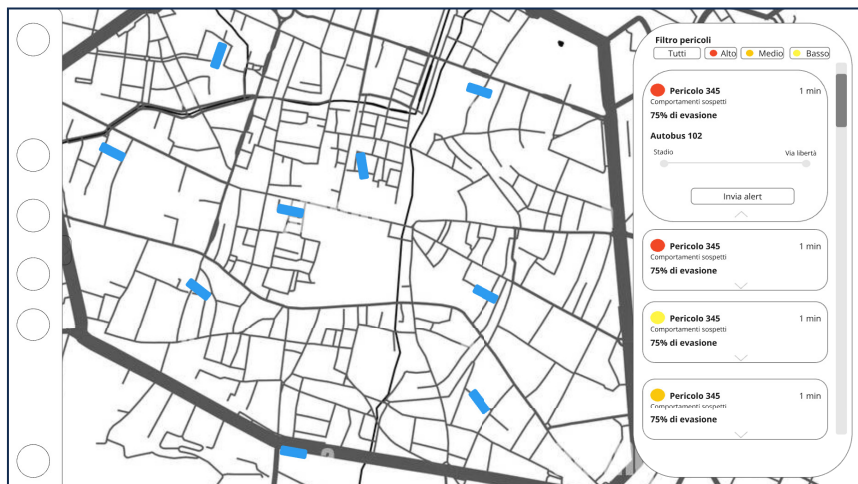 Filtro pericoli
Tutti
Alto
Medio
Basso
Pericolo 345
1 min
Comportamenti sospetti
75% di evasione
Autobus 102
Stadio
Via libertà
Invia alert
Pericolo 345
1 min
Comportamenti sospetti
75% di evasione
Pericolo 345
1 min
Comportamenti sospetti
75% di evasione
Pericolo 345
1 min
Comportamenti sospetti
75% di evasione